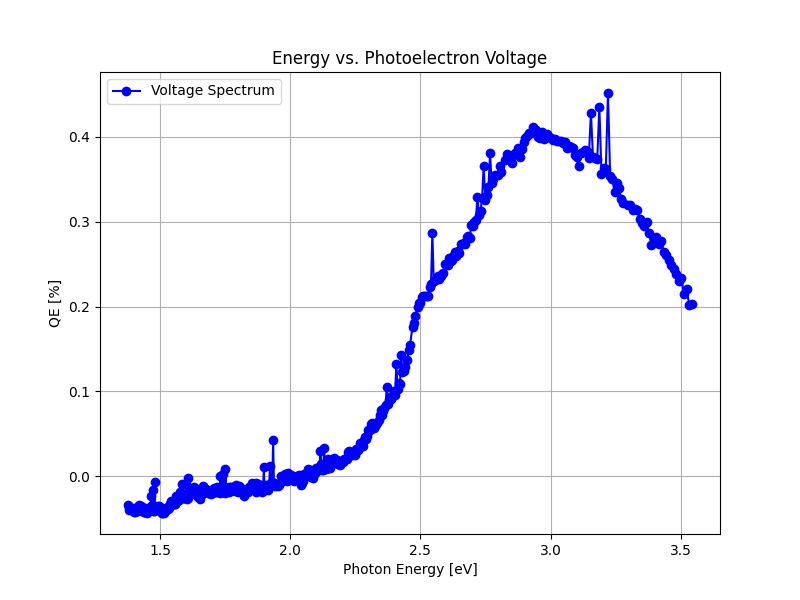 Energy vs. Photoelectron Voltage
Voltage Spectrum
QE [%]
0.4
0.3
0.2
0.1
0.0
1.5 2.0 2.5 3.0 3.5
Photon Energy [eV]